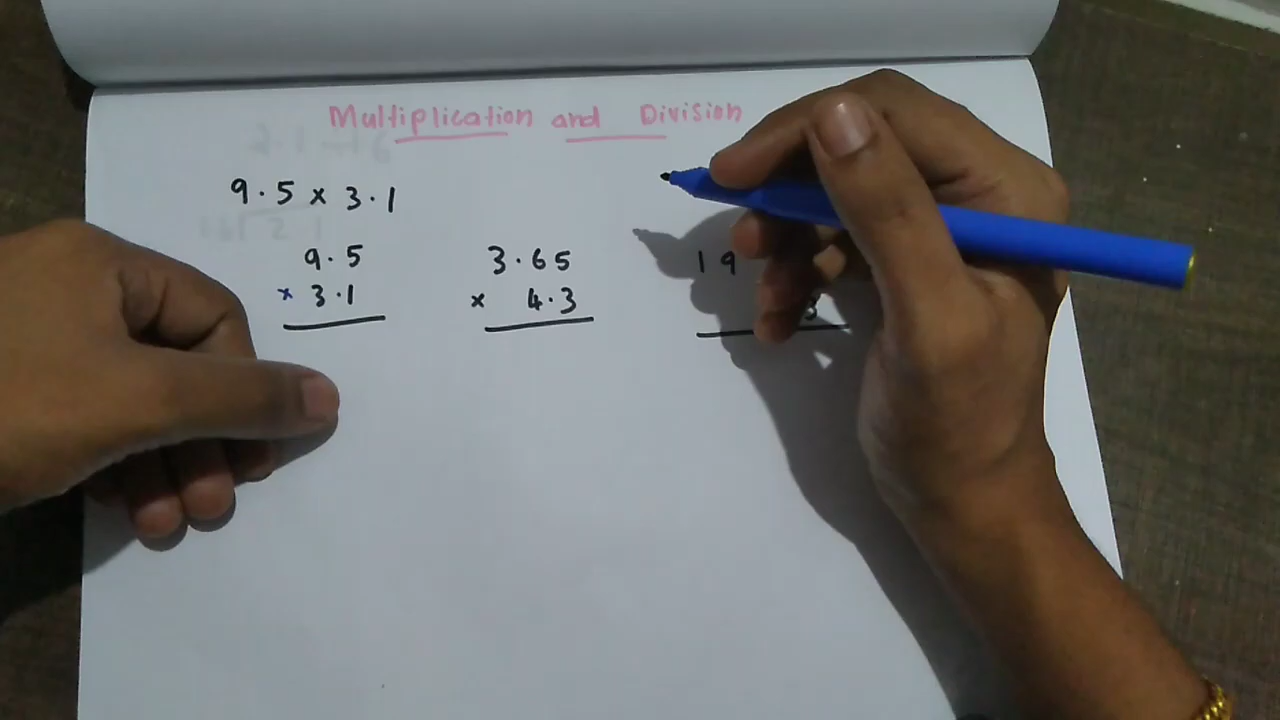 Multiplication and Division
9.5 x 3.1
9.5
x 3.1
3.65
x 4.3
19